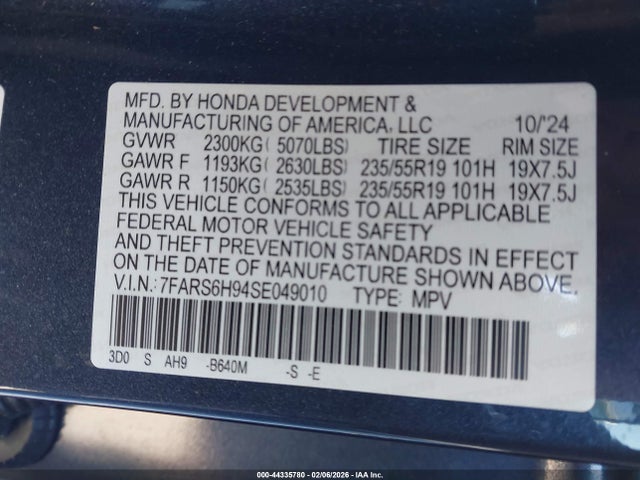 MFD. BY HONDA DEVELOPMENT &
MANUFACTURING OF AMERICA, LLC 10/'24
GVWR 2300KG( 5070LBS) TIRE SIZE RIM SIZE
GAWR F 1193KG( 2630LBS) 235/55R19 101H 19X7.5J
GAWR R 1150KG( 2535LBS) 235/55R19 101H 19X7.5J
THIS VEHICLE CONFORMS TO ALL APPLICABLE
FEDERAL MOTOR VEHICLE SAFETY
AND THEFT PREVENTION STANDARDS IN EFFECT
ON THE DATE OF MANUFACTURE SHOWN ABOVE.
V.I.N.: 7FARS6H94SE049010 TYPE: MPV
3D0 S AH9 -B640M -S -E
000-44335780 - 02/06/2026 - IAA Inc.